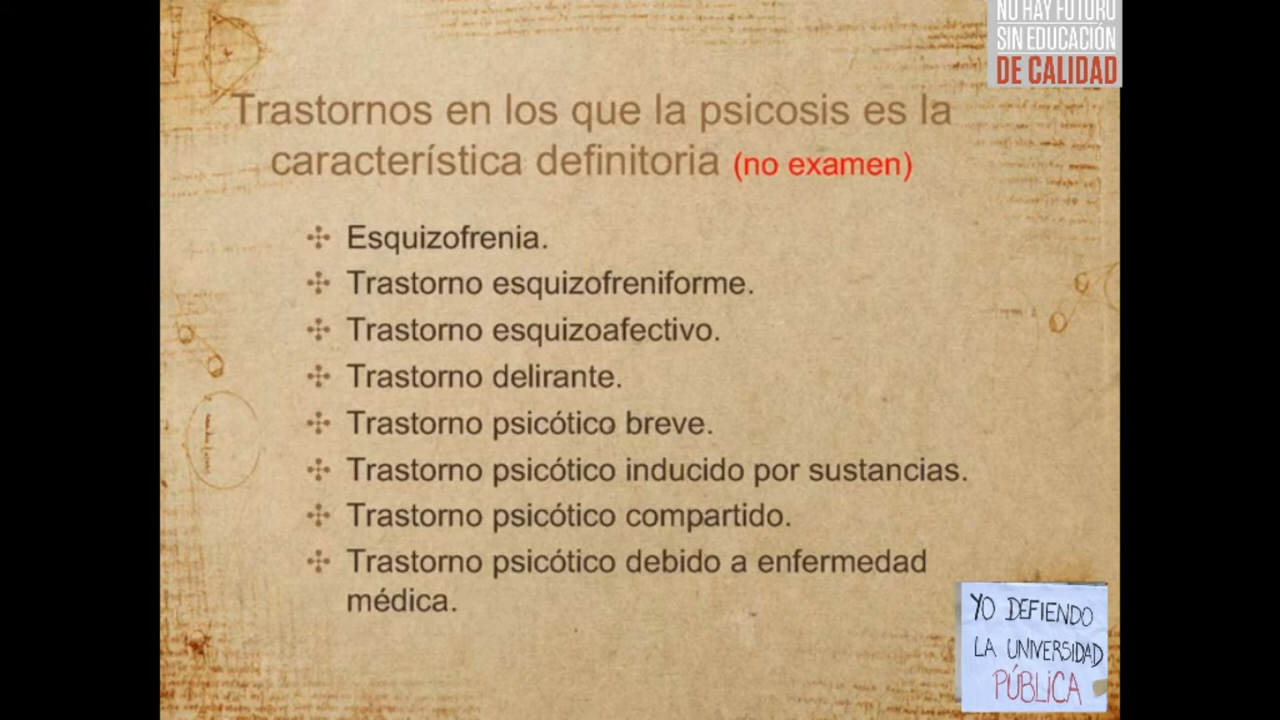 NO HAY FUTURO
SIN EDUCACIÓN
DE CALIDAD
Trastornos en los que la psicosis es la
característica definitoria (no examen)
Esquizofrenia.
Trastorno esquizofreniforme.
Trastorno esquizoafectivo.
Trastorno delirante.
Trastorno psicótico breve.
Trastorno psicótico inducido por sustancias.
Trastorno psicótico compartido.
Trastorno psicótico debido a enfermedad
médica.
YO DEFIENDO
LA UNIVERSIDAD
PÚBLICA